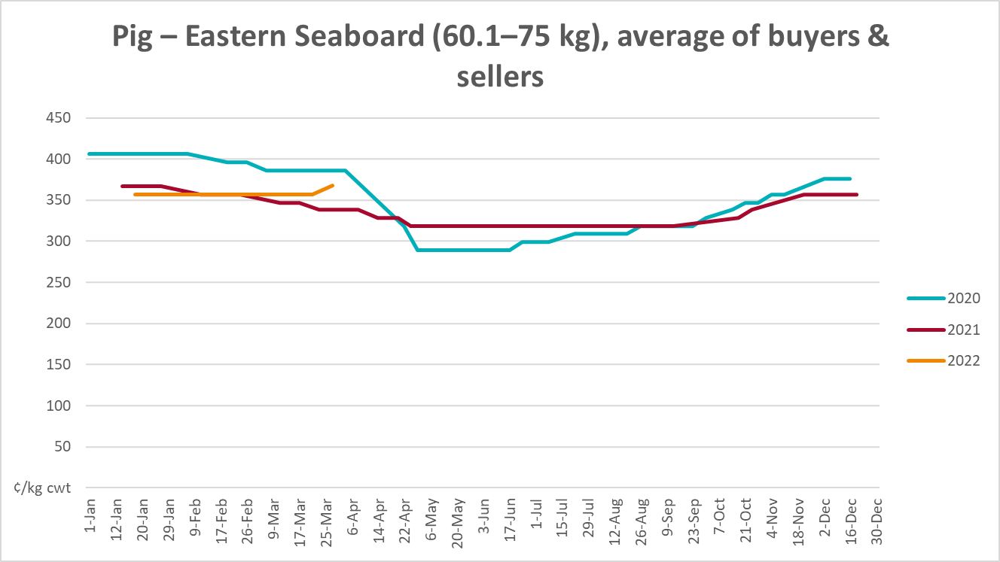 Pig – Eastern Seaboard (60.1–75 kg), average of buyers &
sellers
450
400
350
300
250
200
150
100
50
¢/kg cwt
1-Jan
12-Jan
20-Jan
29-Jan
9-Feb
17-Feb
26-Feb
9-Mar
17-Mar
25-Mar
6-Apr
14-Apr
22-Apr
6-May
20-May
3-Jun
17-Jun
1-Jul
15-Jul
29-Jul
12-Aug
26-Aug
9-Sep
23-Sep
7-Oct
21-Oct
4-Nov
18-Nov
2-Dec
16-Dec
30-Dec
2020
2021
2022